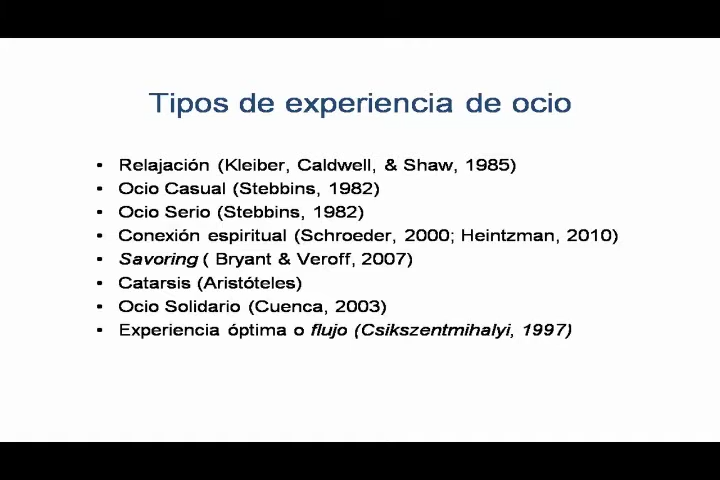 Tipos de experiencia de ocio
• Relajación (Kleiber, Caldwell, & Shaw, 1985)
• Ocio Casual (Stebbins, 1982)
• Ocio Serio (Stebbins, 1982)
• Conexión espiritual (Schroeder, 2000; Heintzman, 2010)
• Savoring ( Bryant & Veroff, 2007)
• Catarsis (Aristóteles)
• Ocio Solidario (Cuenca, 2003)
• Experiencia óptima o flujo (Csikszentmihalyi, 1997)